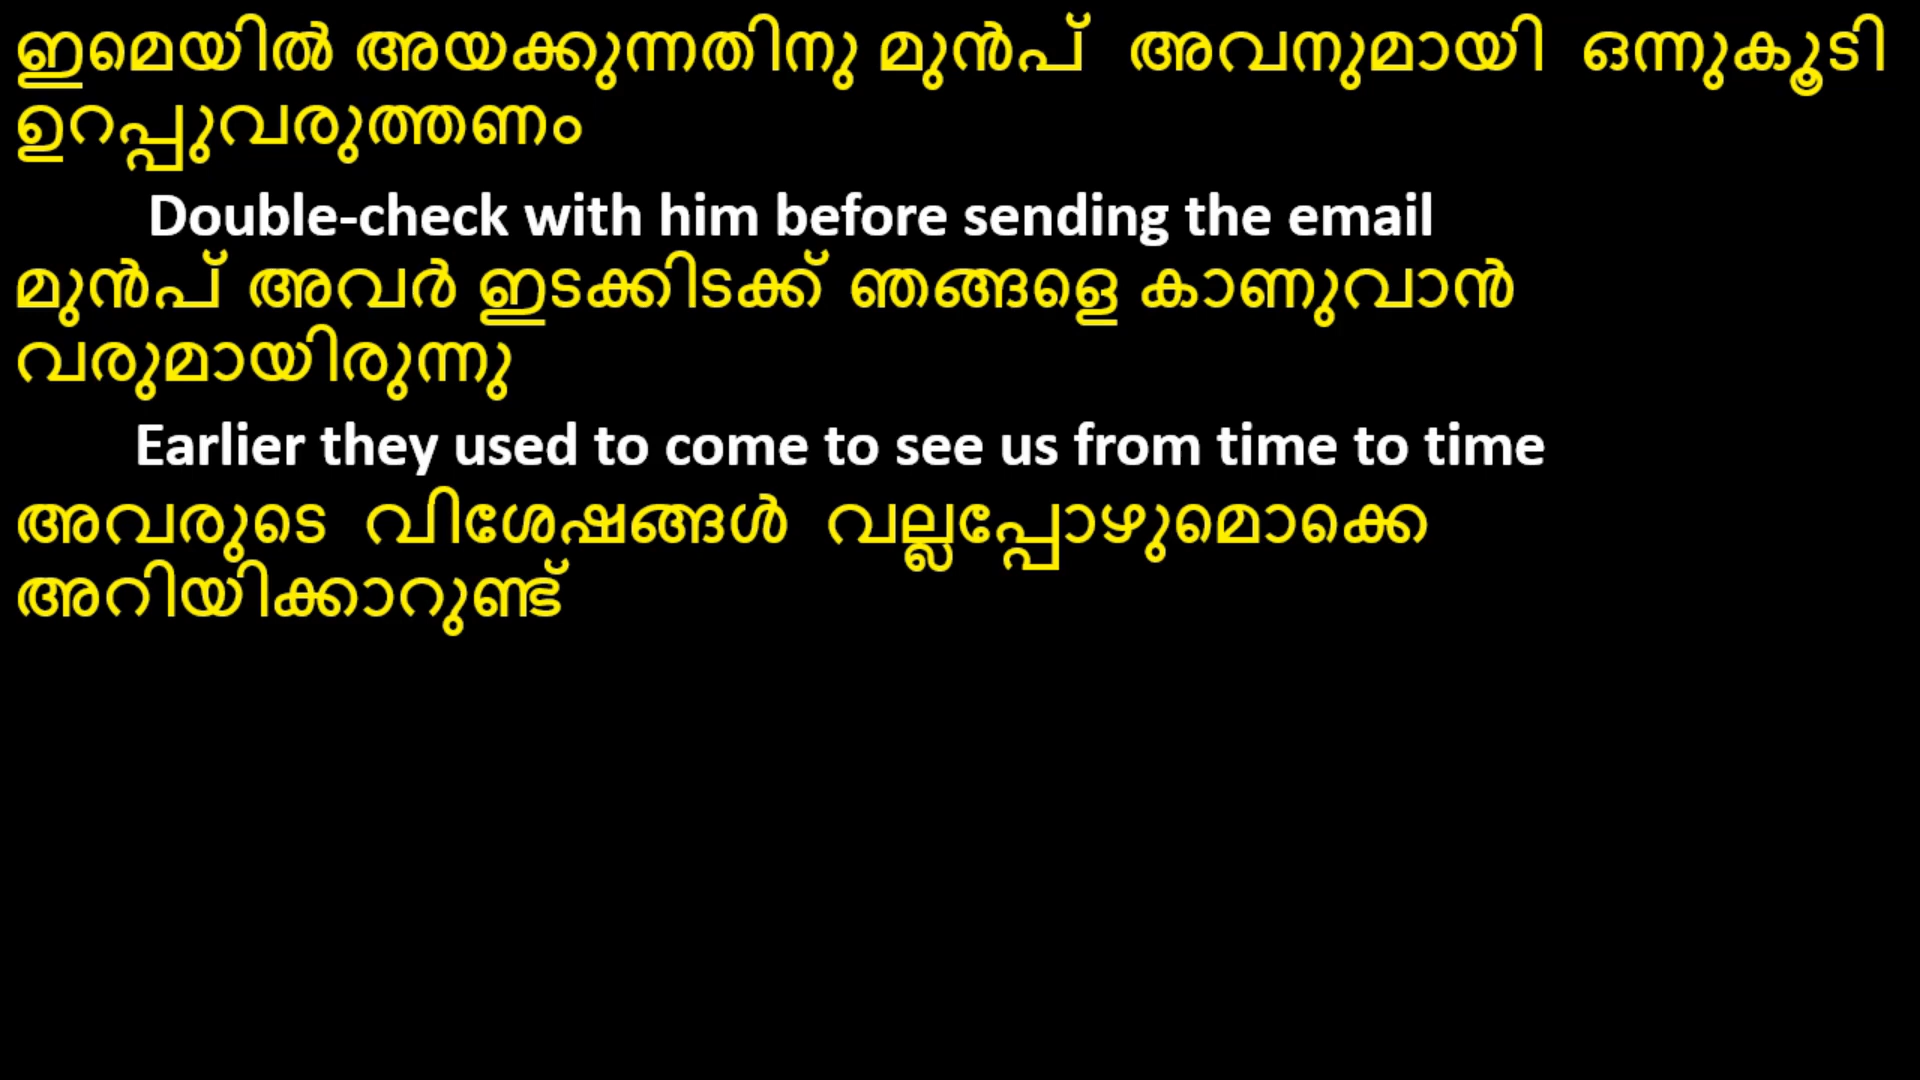 ഇമെയിൽ അയക്കുന്നതിനു മുൻപ് അവനുമായി ഒന്നുകൂടി
ഉറപ്പുവരുത്തണം
Double-check with him before sending the email
മുൻപ് അവർ ഇടക്കിടക്ക് ഞങ്ങളെ കാണുവാൻ
വരുമായിരുന്നു
Earlier they used to come to see us from time to time
അവരുടെ വിശേഷങ്ങൾ വല്ലപ്പോഴുമൊക്കെ
അറിയിക്കാറുണ്ട്